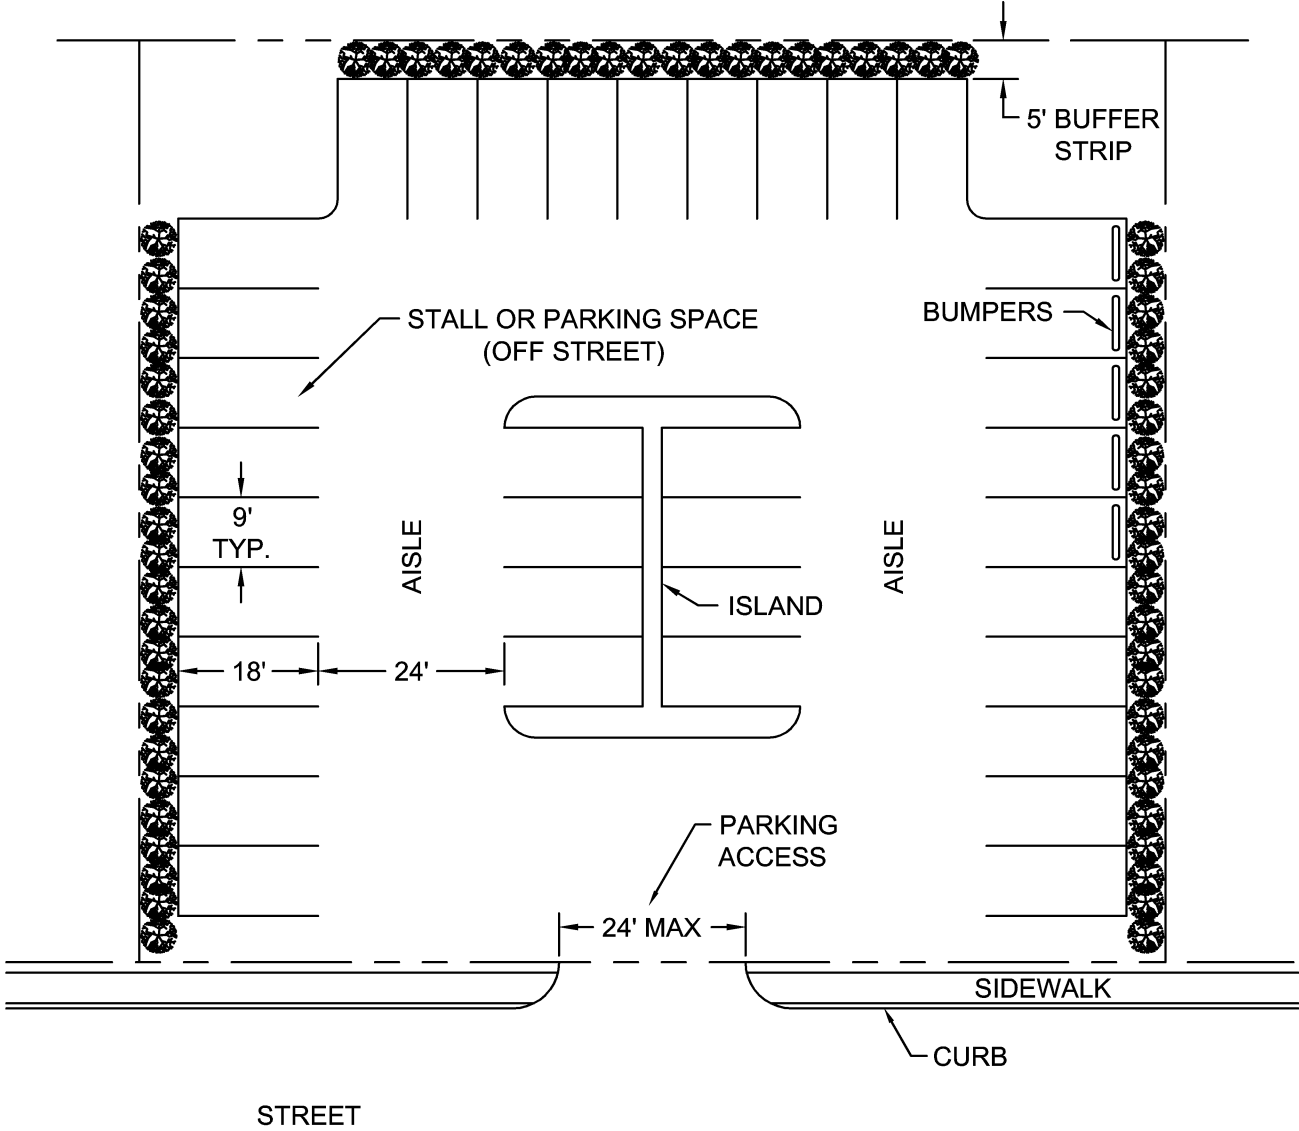 5' BUFFER
STRIP
STALL OR PARKING SPACE
(OFF STREET)
BUMPERS
9'
TYP.
AISLE
AISLE
ISLAND
18'
24'
PARKING
ACCESS
24' MAX
SIDEWALK
CURB
STREET